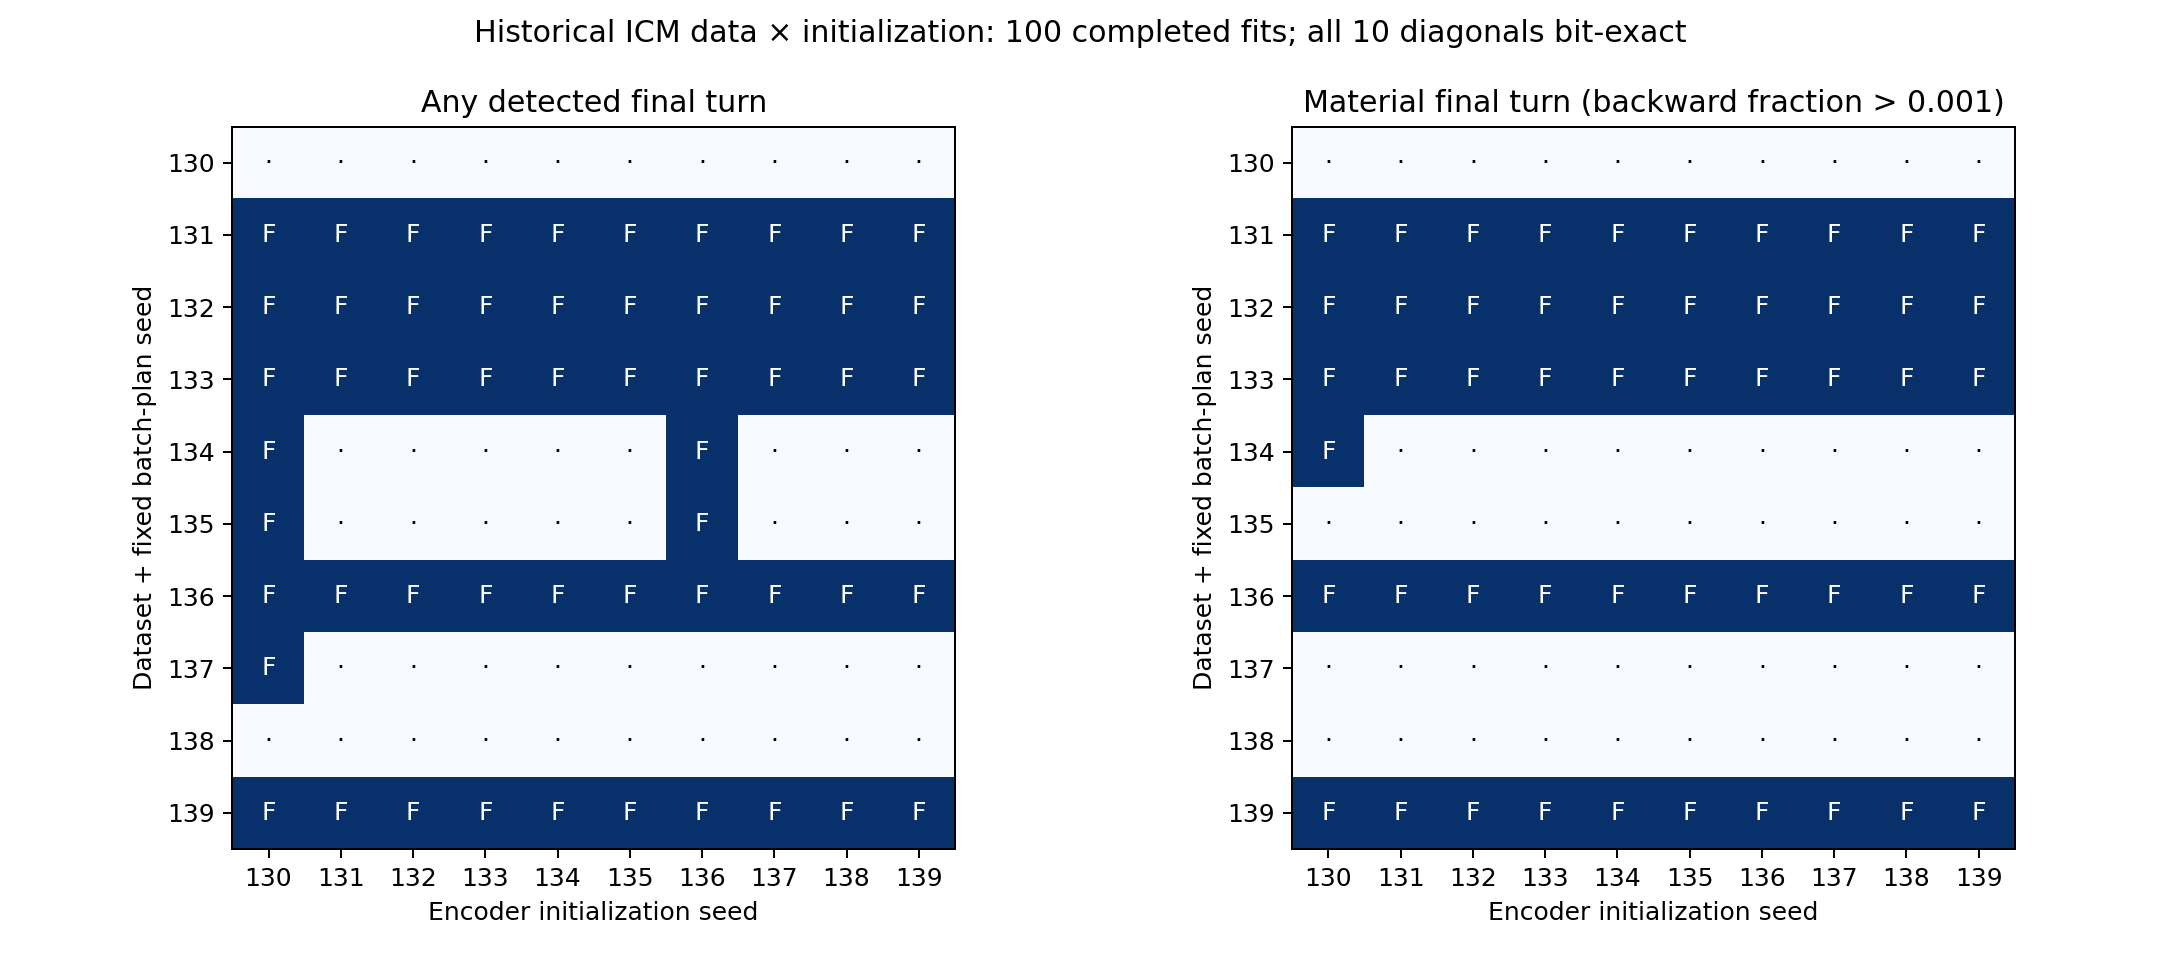 Historical ICM data × initialization: 100 completed fits; all 10 diagonals bit-exact
Any detected final turn
Dataset + fixed batch-plan seed
130 · · · · · · · · · ·
131 F F F F F F F F F F
132 F F F F F F F F F F
133 F F F F F F F F F F
134 F · · · · · F · · ·
135 F · · · · · F · · ·
136 F F F F F F F F F F
137 F · · · · · · · · ·
138 · · · · · · · · · ·
139 F F F F F F F F F F
130 131 132 133 134 135 136 137 138 139
Encoder initialization seed
Material final turn (backward fraction > 0.001)
Dataset + fixed batch-plan seed
130 · · · · · · · · · ·
131 F F F F F F F F F F
132 F F F F F F F F F F
133 F F F F F F F F F F
134 F · · · · · · · · ·
135 · · · · · · · · · ·
136 F F F F F F F F F F
137 · · · · · · · · · ·
138 · · · · · · · · · ·
139 F F F F F F F F F F
130 131 132 133 134 135 136 137 138 139
Encoder initialization seed